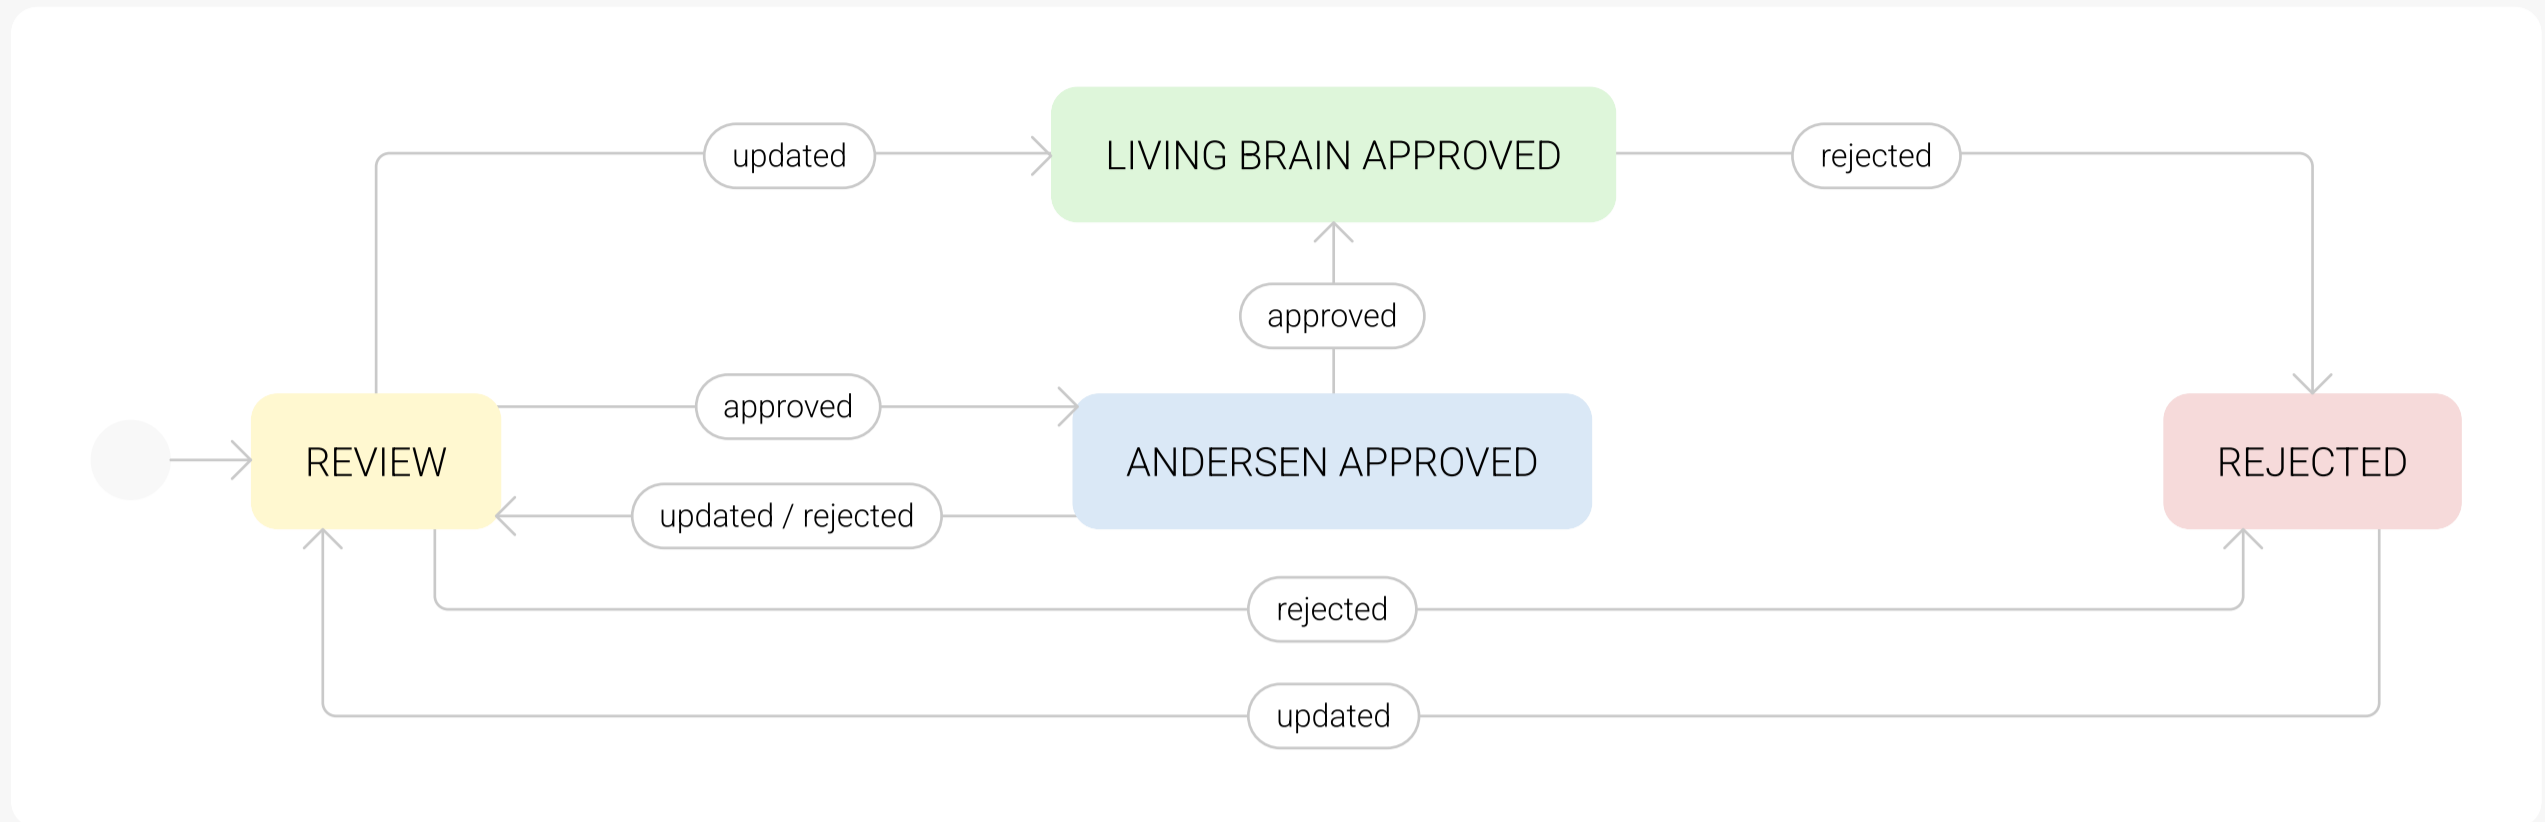 updated
LIVING BRAIN APPROVED
rejected
approved
approved
REVIEW
ANDERSEN APPROVED
REJECTED
updated / rejected
rejected
updated